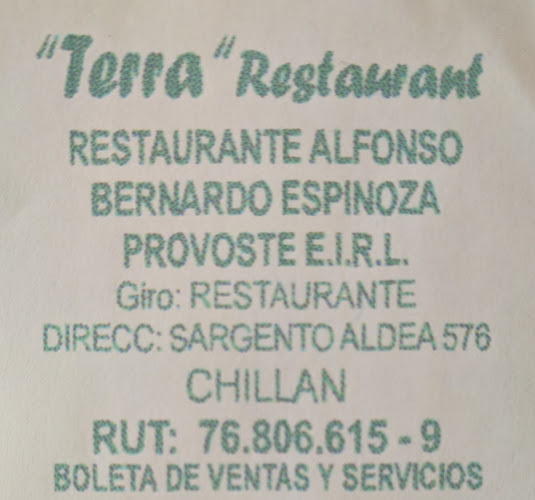 "Terra" Restaurant
RESTAURANTE ALFONSO
BERNARDO ESPINOZA
PROVOSTE E.I.R.L.
Giro: RESTAURANTE
DIRECC: SARGENTO ALDEA 576
CHILLAN
RUT: 76.806.615 - 9
BOLETA DE VENTAS Y SERVICIOS